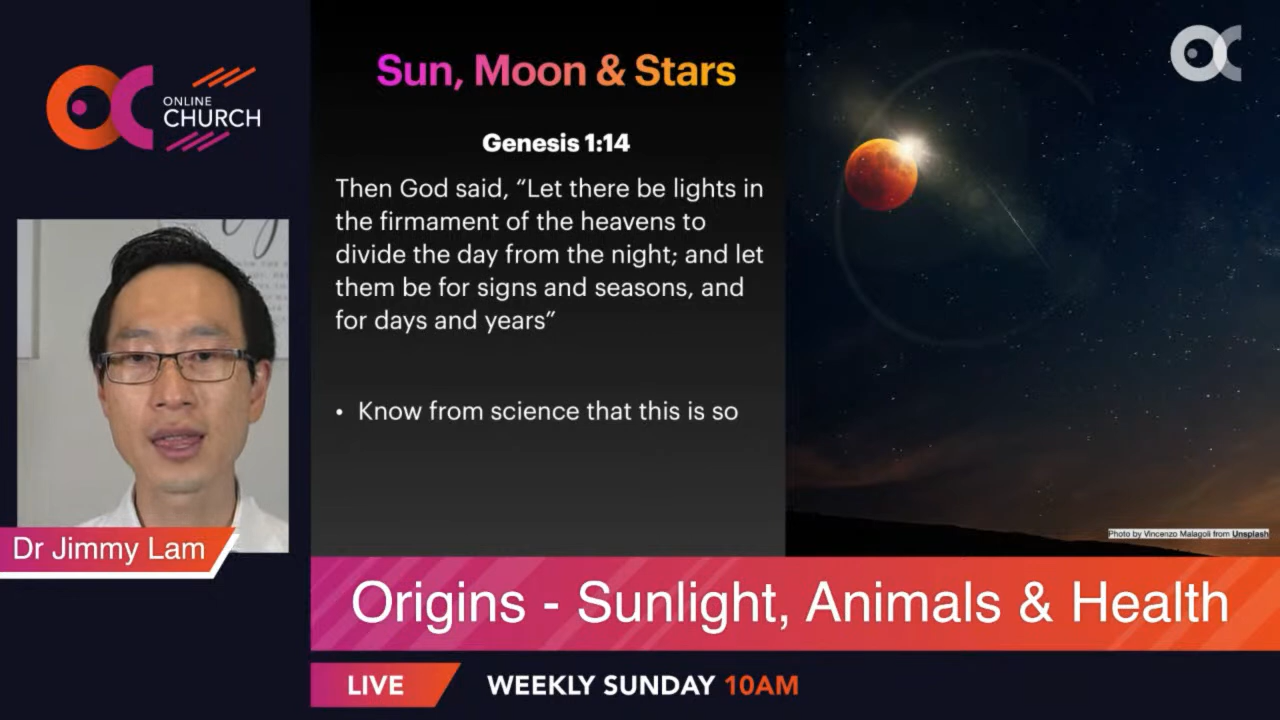 ONLINE
CHURCH
Dr Jimmy Lam
Sun, Moon & Stars
Genesis 1:14
Then God said, “Let there be lights in
the firmament of the heavens to
divide the day from the night; and let
them be for signs and seasons, and
for days and years”
• Know from science that this is so
Photo by Vincenzo Malagoli from Unsplash
Origins - Sunlight, Animals & Health
LIVE
WEEKLY SUNDAY 10AM